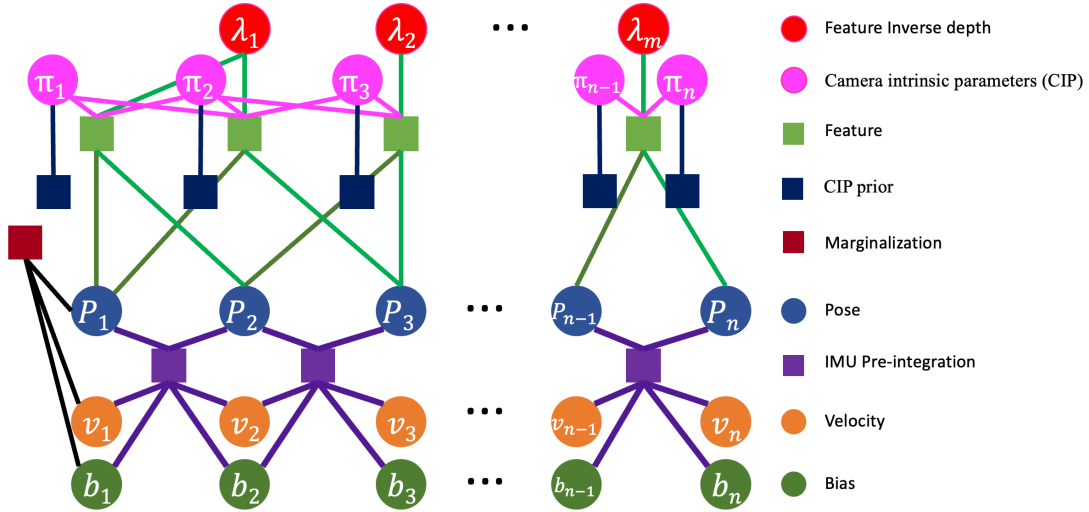 λ₁ λ₂ ... λₘ
π₁ π₂ π₃ πₙ₋₁ πₙ
P₁ P₂ P₃ ... Pₙ₋₁ Pₙ
v₁ v₂ v₃ ... vₙ₋₁ vₙ
b₁ b₂ b₃ ... bₙ₋₁ bₙ
Feature Inverse depth
Camera intrinsic parameters (CIP)
Feature
CIP prior
Marginalization
Pose
IMU Pre-integration
Velocity
Bias